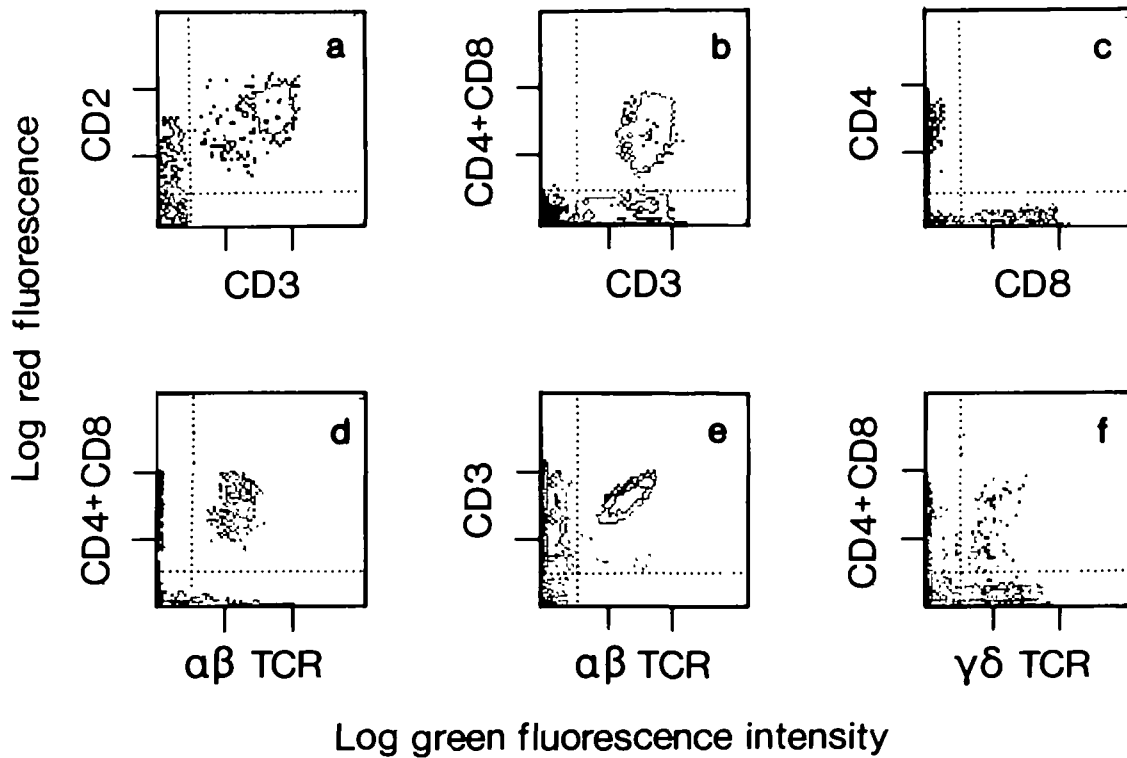 Log red fluorescence
CD2
a
CD3
CD4+CD8
b
CD3
CD4
c
CD8
CD4+CD8
d
αβ TCR
CD3
e
αβ TCR
CD4+CD8
f
γδ TCR
Log green fluorescence intensity